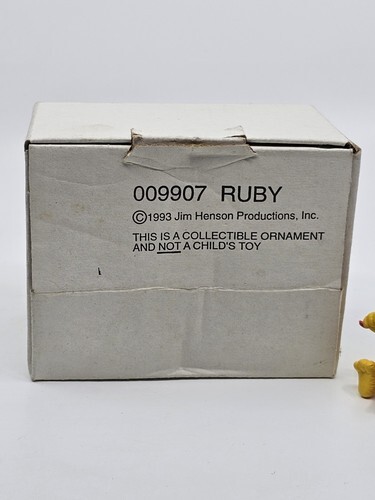 009907 RUBY
©1993 Jim Henson Productions, Inc.
THIS IS A COLLECTIBLE ORNAMENT
AND NOT A CHILD'S TOY